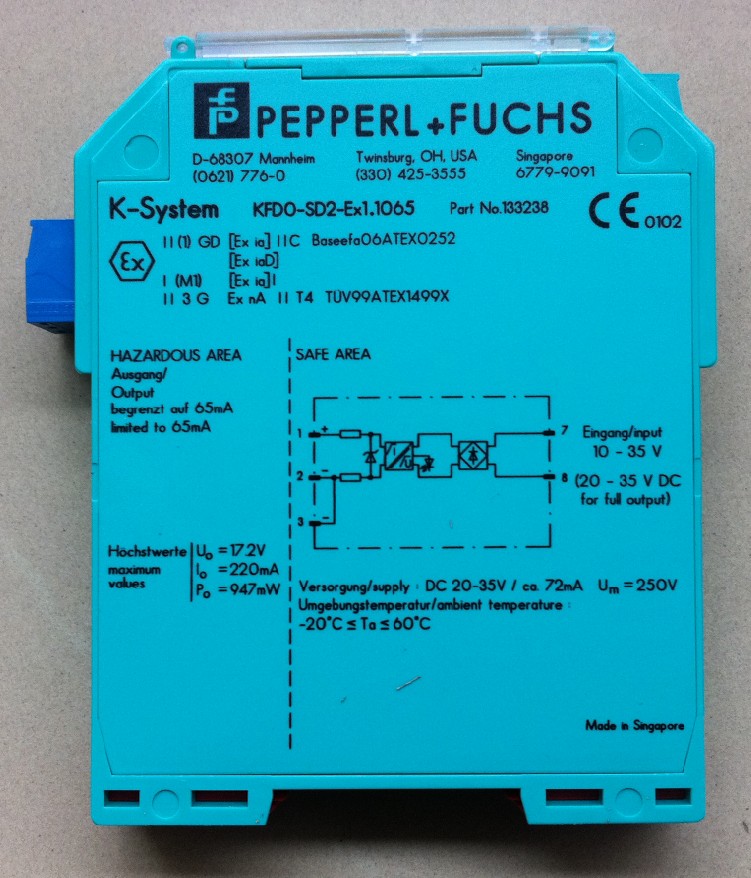 PEPPERL+FUCHS
D-68307 Mannheim Twinsburg, OH, USA Singapore
(0621) 776-0 (330) 425-3555 6779-9091
K-System KFD0-SD2-Ex1.1065 Part No.133238 CE 0102
Ex II (1) GD [Ex ia] IIC Baseefa06ATEX0252
[Ex iaD]
I (M1) [Ex ia] I
II 3 G Ex nA II T4 TÜV99ATEX1499X
HAZARDOUS AREA
Ausgang/
Output
begrenzt auf 65mA
limited to 65mA
SAFE AREA
1 +
2 -
3 -
7 Eingang/input
10 - 35 V
8 (20 - 35 V DC
for full output)
Höchstwerte
maximum
values
Uo = 17.2V
Io = 220mA
Po = 947mW
Versorgung/supply : DC 20-35V / ca. 72mA Um = 250V
Umgebungstemperatur/ambient temperature :
-20°C ≤ Ta ≤ 60°C
Made in Singapore